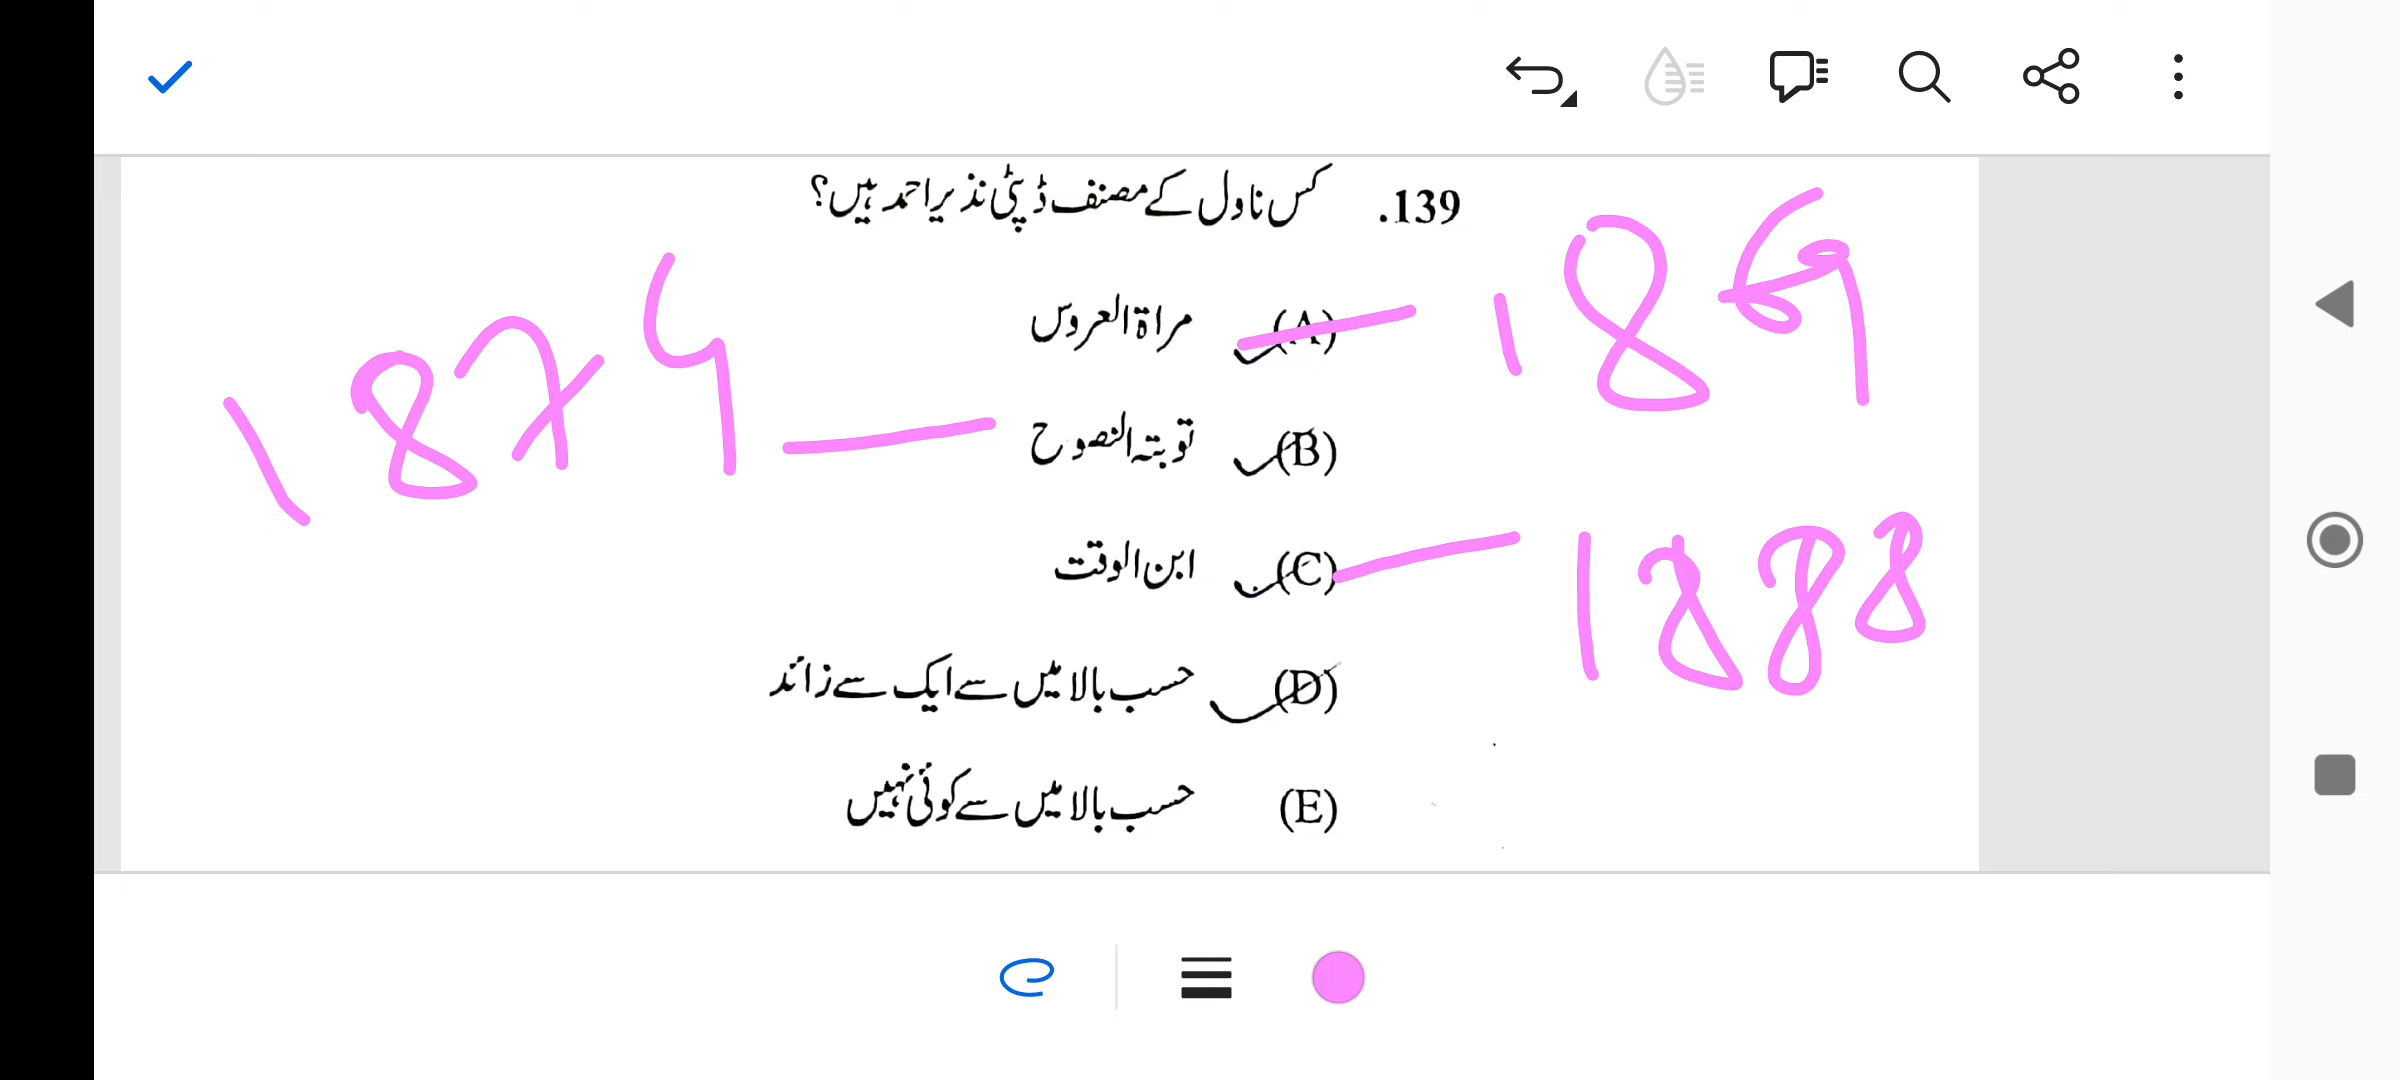 139. کس ناول کے مصنف ڈپٹی نذیر احمد ہیں؟
(A) مراۃ العروس 1869
(B) توبتہ النصوح 1874
(C) ابن الوقت 1888
(D) حسب بالا میں سے ایک سے زائد
(E) حسب بالا میں سے کوئی نہیں